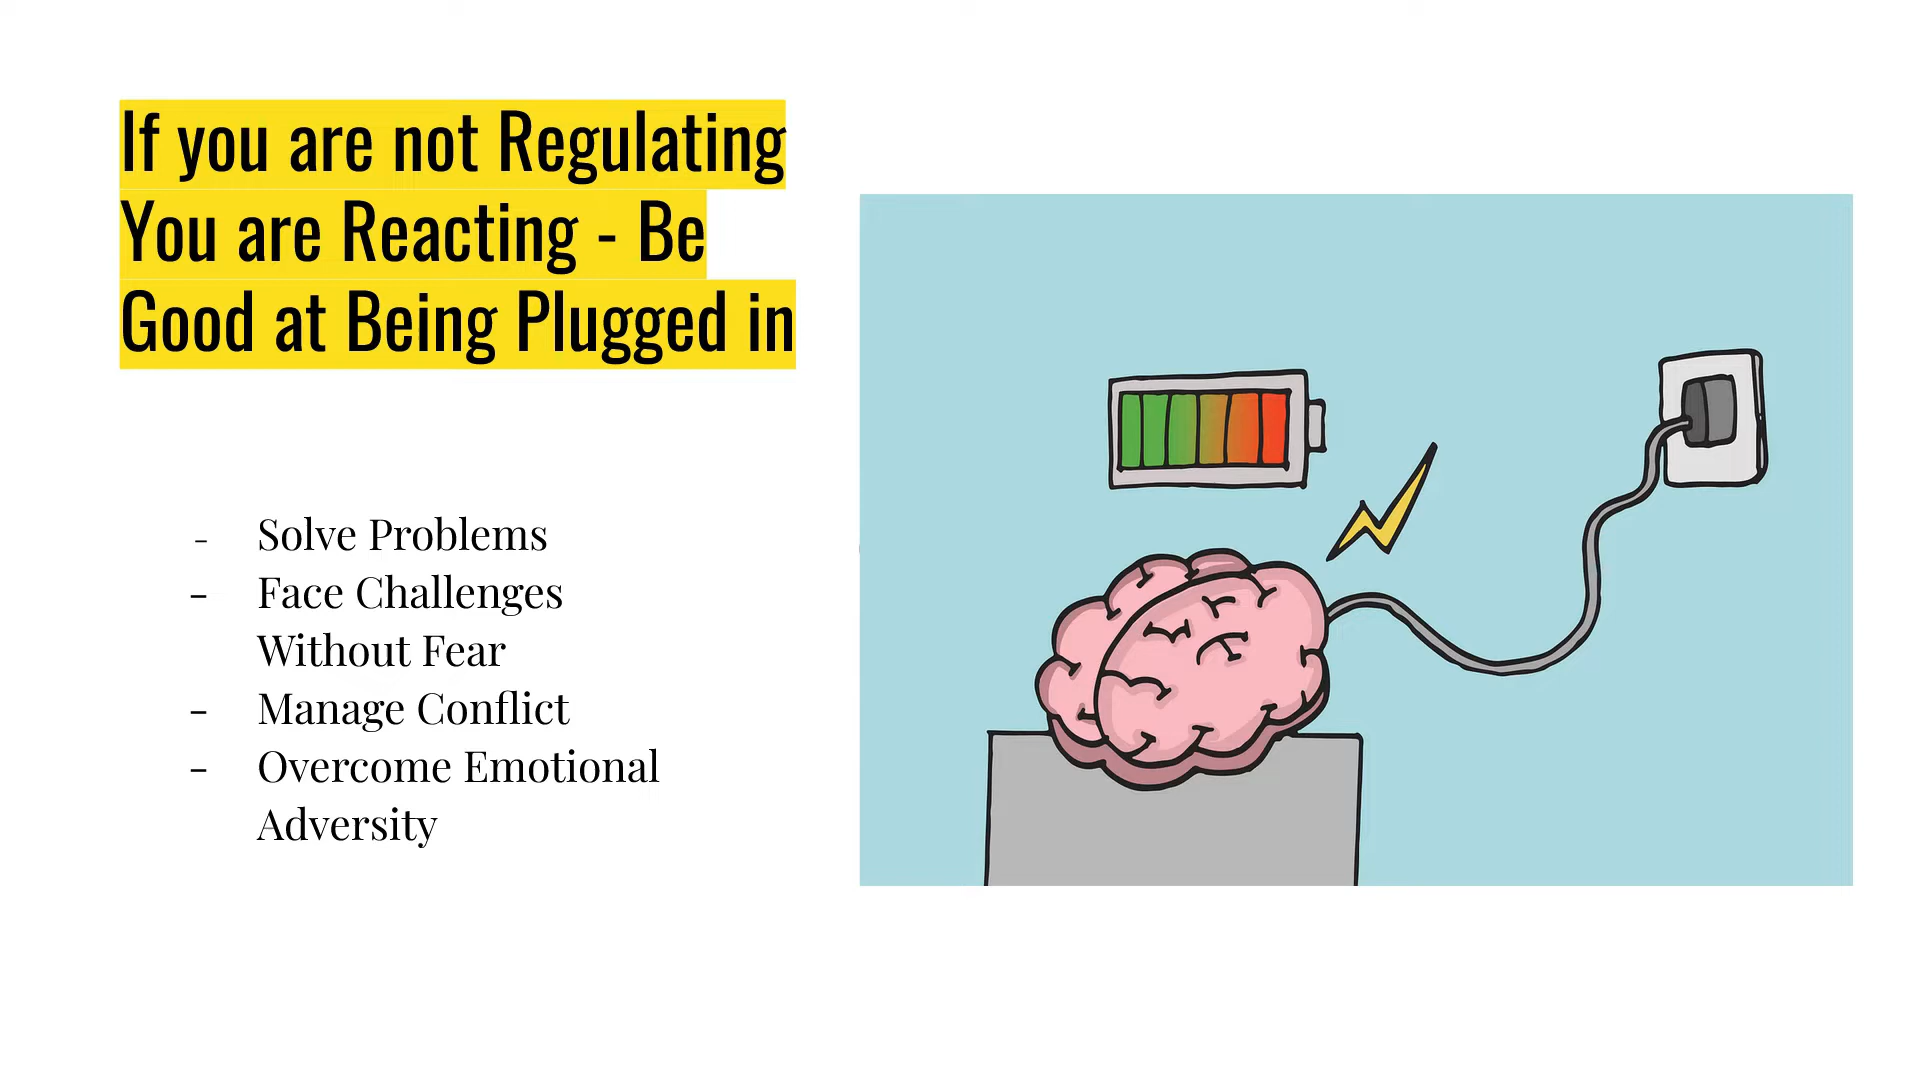 If you are not Regulating
You are Reacting - Be
Good at Being Plugged in
- Solve Problems
- Face Challenges
Without Fear
- Manage Conflict
- Overcome Emotional
Adversity